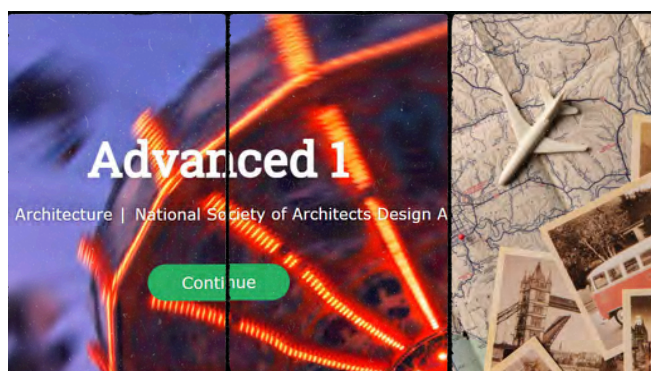 Advanced 1
Architecture | National Society of Architects Design A
Continue